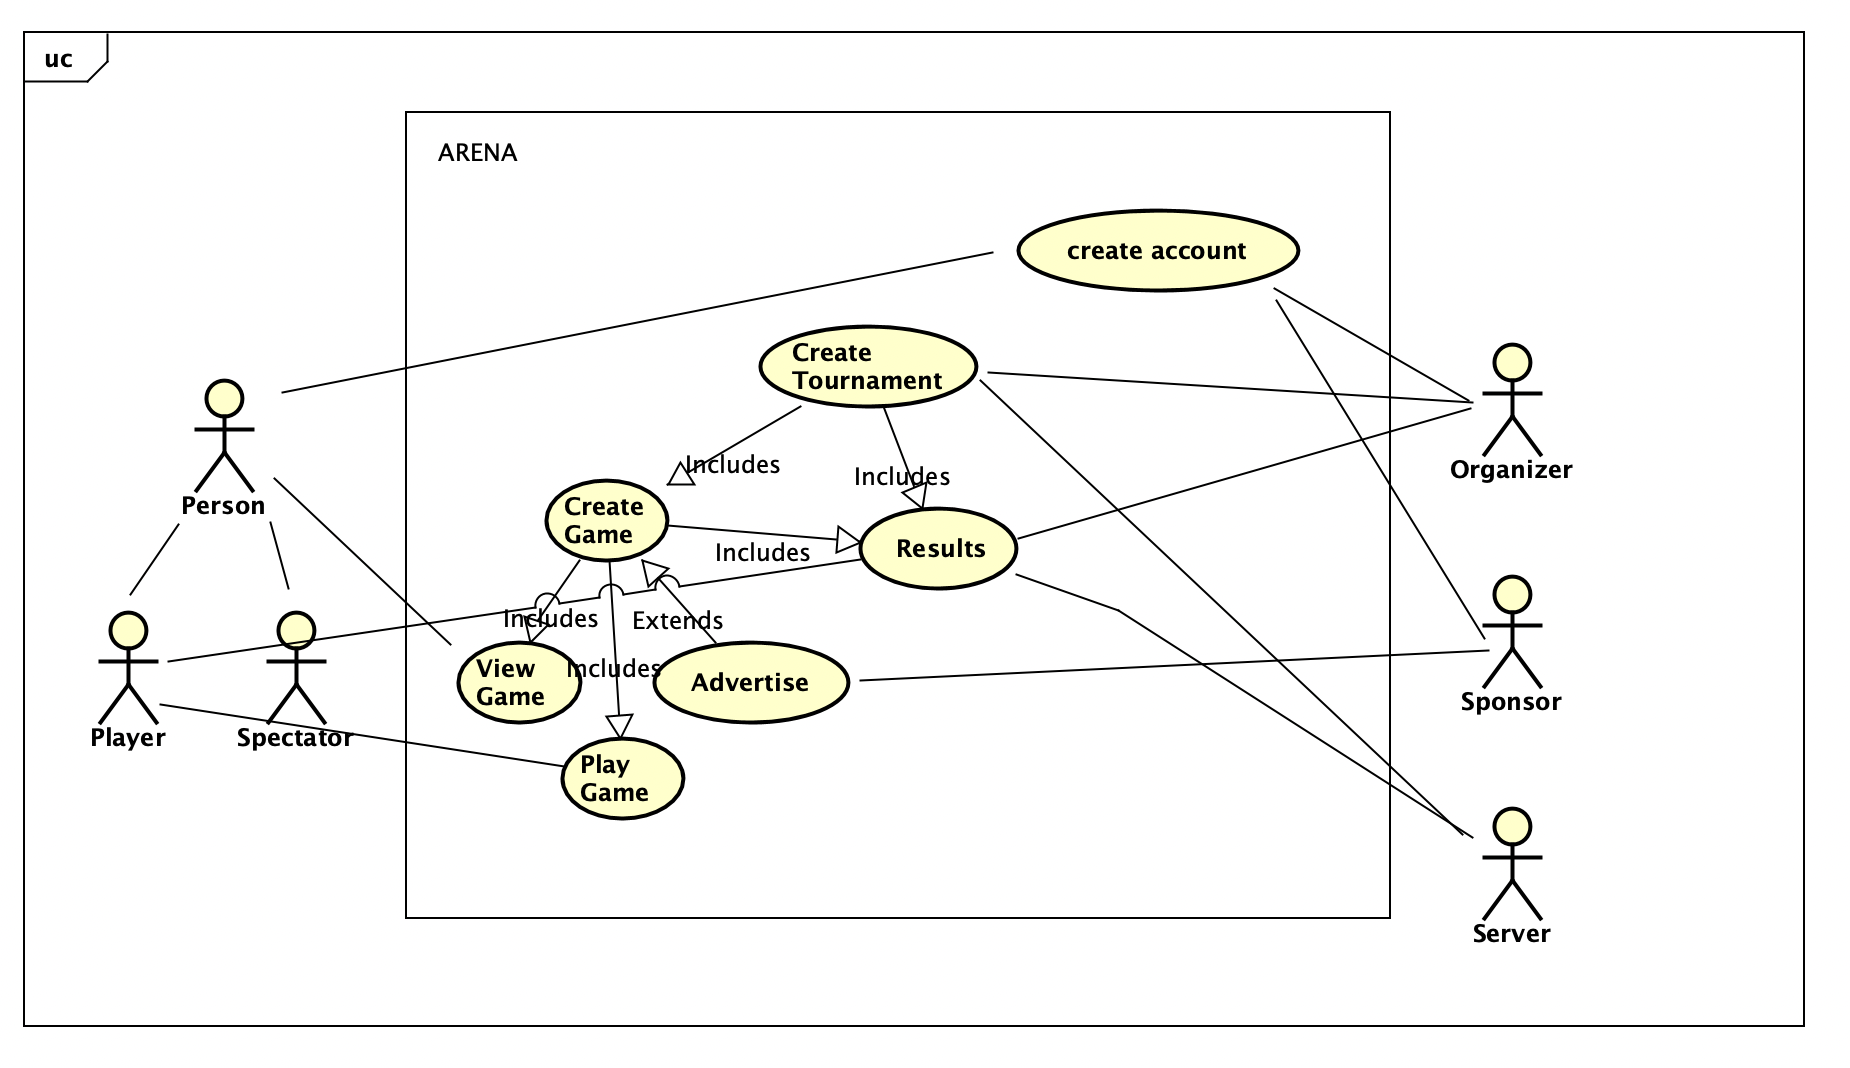 uc
ARENA
create account
Create
Tournament
Person
Organizer
Includes
Includes
Create
Game
Results
Includes
Includes
Extends
Includes
View
Game
Advertise
Player
Spectator
Sponsor
Play
Game
Server